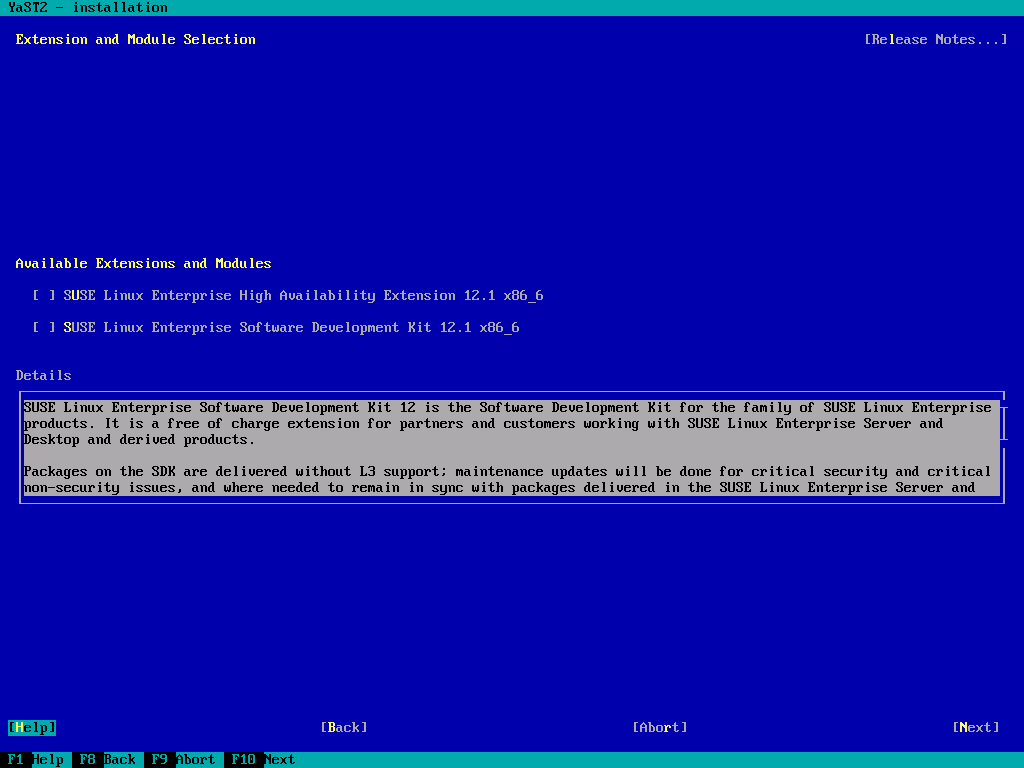 YaST2 - installation
Extension and Module Selection [Release Notes...]
Available Extensions and Modules
[ ] SUSE Linux Enterprise High Availability Extension 12.1 x86_6
[ ] SUSE Linux Enterprise Software Development Kit 12.1 x86_6
Details
SUSE Linux Enterprise Software Development Kit 12 is the Software Development Kit for the family of SUSE Linux Enterprise
products. It is a free of charge extension for partners and customers working with SUSE Linux Enterprise Server and
Desktop and derived products.
Packages on the SDK are delivered without L3 support; maintenance updates will be done for critical security and critical
non-security issues, and where needed to remain in sync with packages delivered in the SUSE Linux Enterprise Server and
[Help] [Back] [Abort] [Next]
F1 Help F8 Back F9 Abort F10 Next